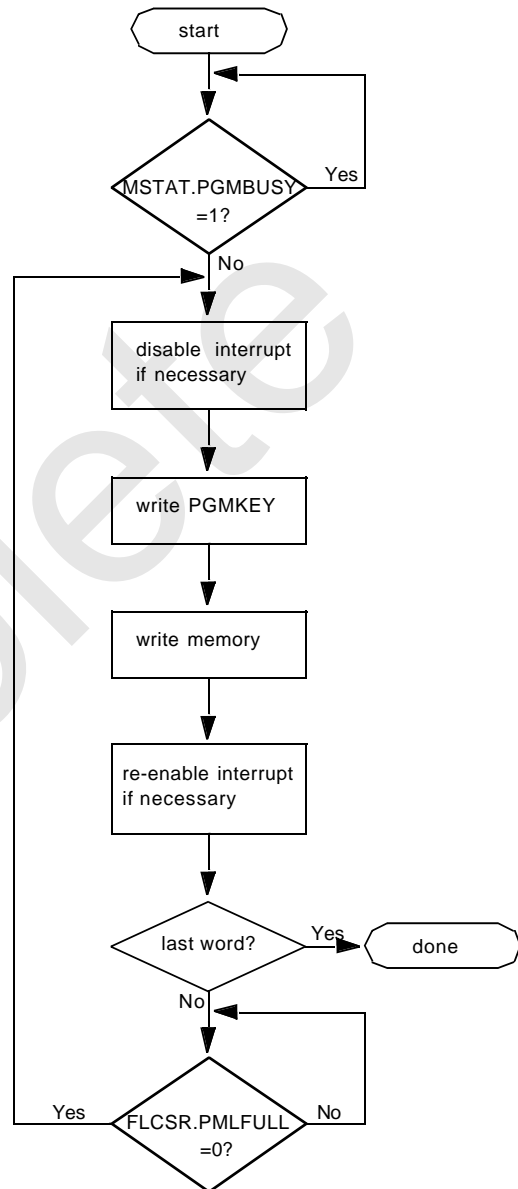 start
MSTAT.PGMBUSY
=1?
Yes
No
disable interrupt
if necessary
write PGMKEY
write memory
re-enable interrupt
if necessary
last word?
Yes
done
No
FLCSR.PMLFULL
=0?
Yes
No